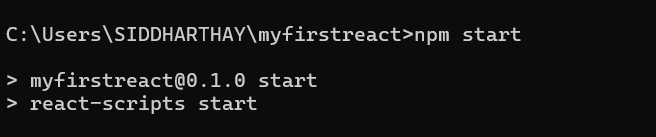 C:\Users\SIDDHARTHAY\myfirstreact>npm start
> myfirstreact@0.1.0 start
> react-scripts start